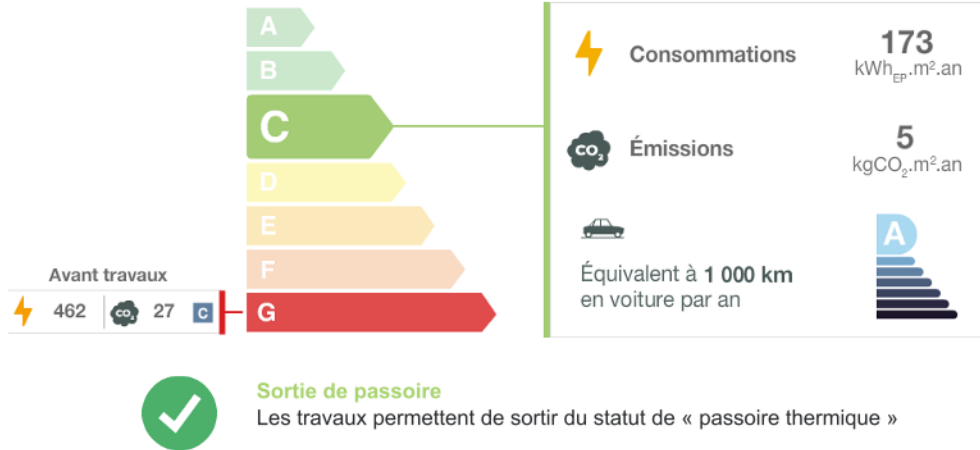 A
B
C
D
E
F
G
Avant travaux
462 CO₂ 27 C
Consommations 173
kWhEP.m².an
CO₂ Émissions 5
kgCO₂.m².an
A
Équivalent à 1 000 km
en voiture par an
Sortie de passoire
Les travaux permettent de sortir du statut de « passoire thermique »